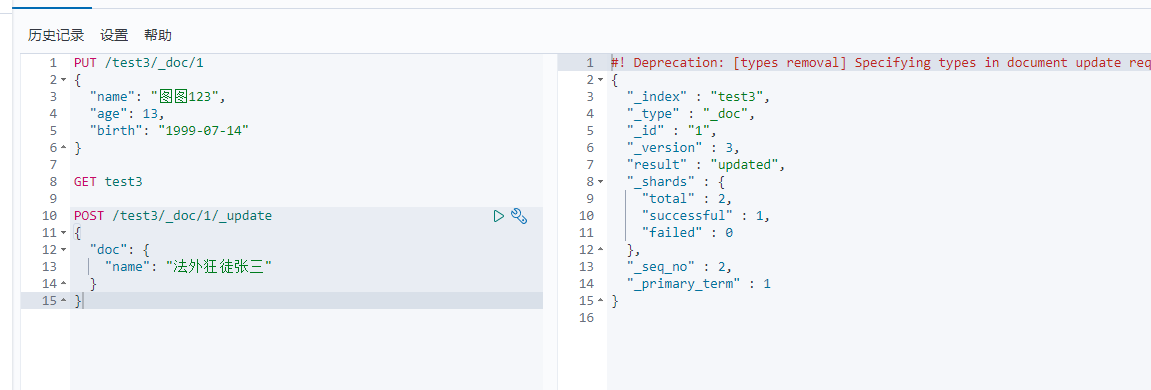 历史记录 设置 帮助
1 PUT /test3/_doc/1
2 {
3 "name": "图图123",
4 "age": 13,
5 "birth": "1999-07-14"
6 }
7
8 GET test3
9
10 POST /test3/_doc/1/_update
11 {
12 "doc": {
13 "name": "法外狂徒张三"
14 }
15 }
1 #! Deprecation: [types removal] Specifying types in document update req
2 {
3 "_index" : "test3",
4 "_type" : "_doc",
5 "_id" : "1",
6 "_version" : 3,
7 "result" : "updated",
8 "_shards" : {
9 "total" : 2,
10 "successful" : 1,
11 "failed" : 0
12 },
13 "_seq_no" : 2,
14 "_primary_term" : 1
15 }
16